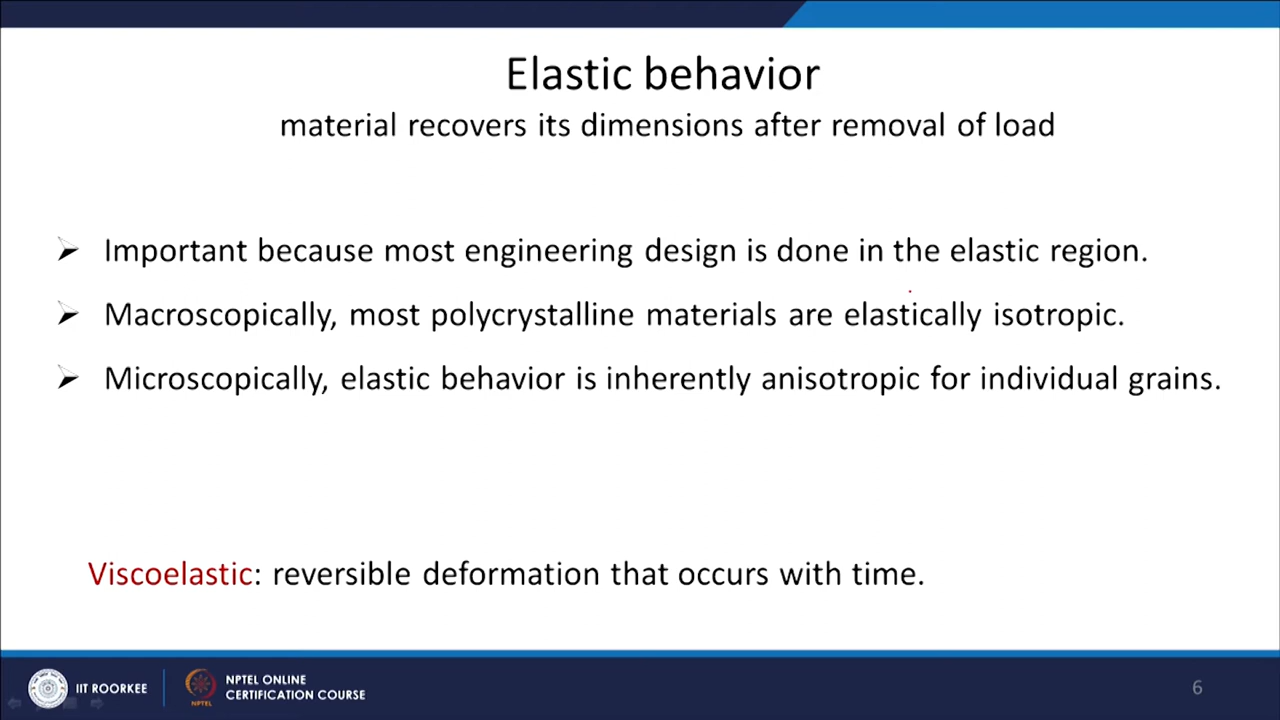 Elastic behavior
material recovers its dimensions after removal of load
Important because most engineering design is done in the elastic region.
Macroscopically, most polycrystalline materials are elastically isotropic.
Microscopically, elastic behavior is inherently anisotropic for individual grains.
Viscoelastic: reversible deformation that occurs with time.
IIT ROORKEE
NPTEL
NPTEL ONLINE
CERTIFICATION COURSE
6